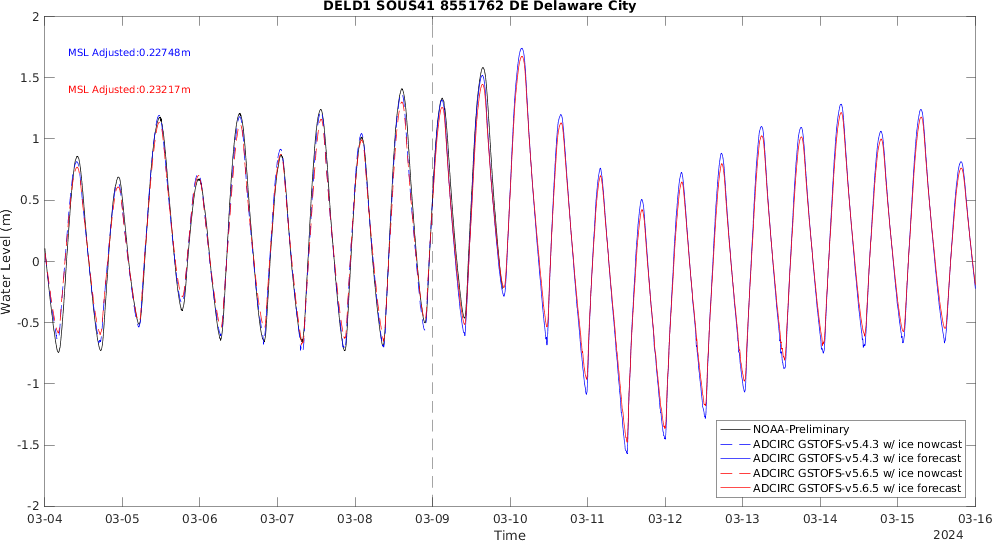 DELD1 SOUS41 8551762 DE Delaware City
2
1.5
1
0.5
0
-0.5
-1
-1.5
-2
Water Level (m)
MSL Adjusted:0.22748m
MSL Adjusted:0.23217m
NOAA-Preliminary
ADCIRC GSTOFS-v5.4.3 w/ ice nowcast
ADCIRC GSTOFS-v5.4.3 w/ ice forecast
ADCIRC GSTOFS-v5.6.5 w/ ice nowcast
ADCIRC GSTOFS-v5.6.5 w/ ice forecast
03-04 03-05 03-06 03-07 03-08 03-09 03-10 03-11 03-12 03-13 03-14 03-15 03-16
Time
2024